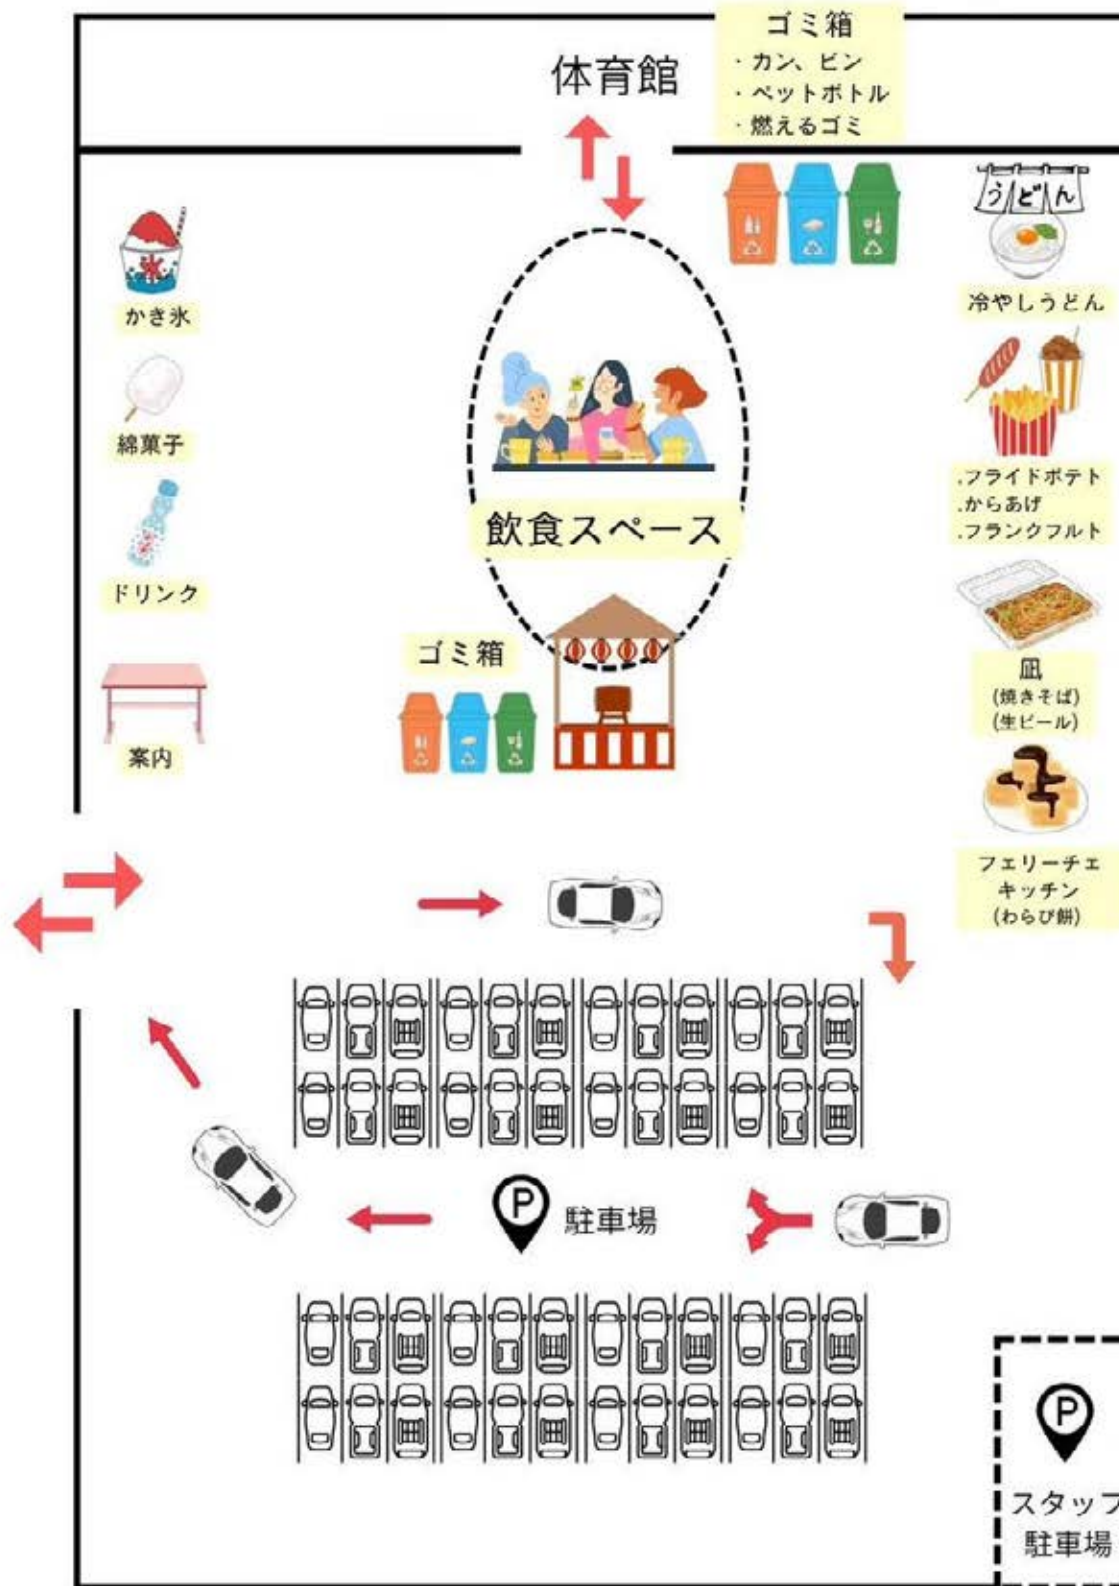 体育館
ゴミ箱
・カン、ビン
・ペットボトル
・燃えるゴミ
うどん
冷やしうどん
氷
かき氷
綿菓子
ドリンク
案内
飲食スペース
ゴミ箱
.フライドポテト
.からあげ
.フランクフルト
凪
(焼きそば)
(生ビール)
フェリーチェ
キッチン
(わらび餅)
P
駐車場
P
スタッフ
駐車場